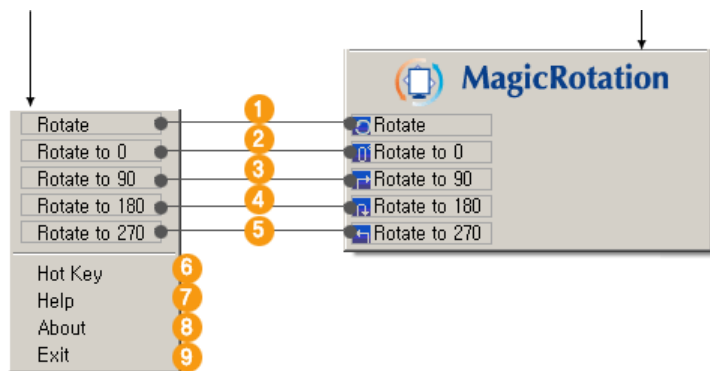 MagicRotation
Rotate 1 Rotate
Rotate to 0 2 Rotate to 0
Rotate to 90 3 Rotate to 90
Rotate to 180 4 Rotate to 180
Rotate to 270 5 Rotate to 270
Hot Key 6
Help 7
About 8
Exit 9